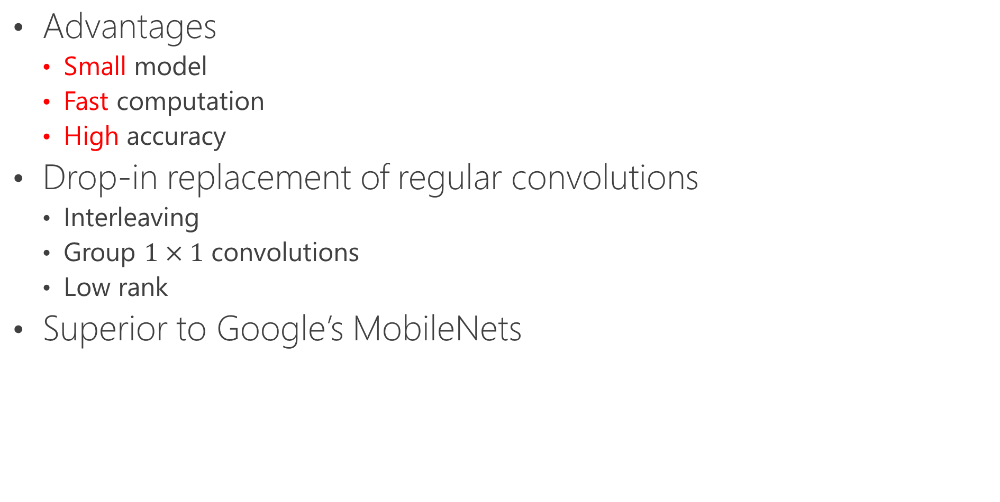 • Advantages
• Small model
• Fast computation
• High accuracy
• Drop-in replacement of regular convolutions
• Interleaving
• Group 1 × 1 convolutions
• Low rank
• Superior to Google’s MobileNets